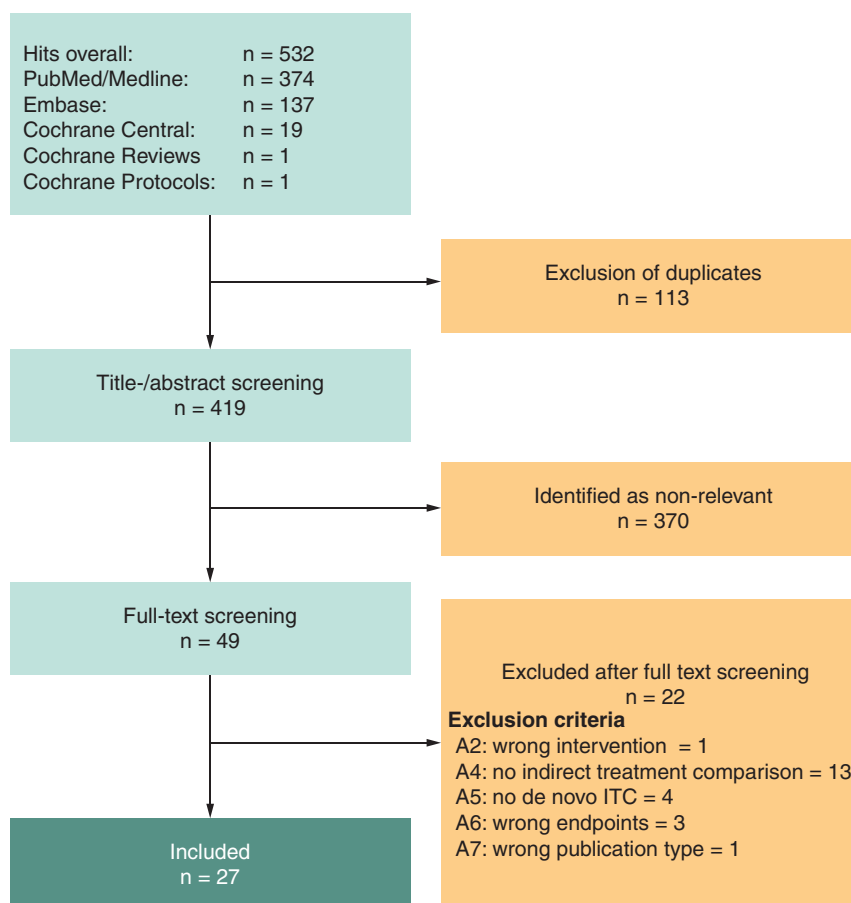 Hits overall: n = 532
PubMed/Medline: n = 374
Embase: n = 137
Cochrane Central: n = 19
Cochrane Reviews n = 1
Cochrane Protocols: n = 1
Exclusion of duplicates
n = 113
Title-/abstract screening
n = 419
Identified as non-relevant
n = 370
Full-text screening
n = 49
Excluded after full text screening
n = 22
Exclusion criteria
A2: wrong intervention = 1
A4: no indirect treatment comparison = 13
A5: no de novo ITC = 4
A6: wrong endpoints = 3
A7: wrong publication type = 1
Included
n = 27